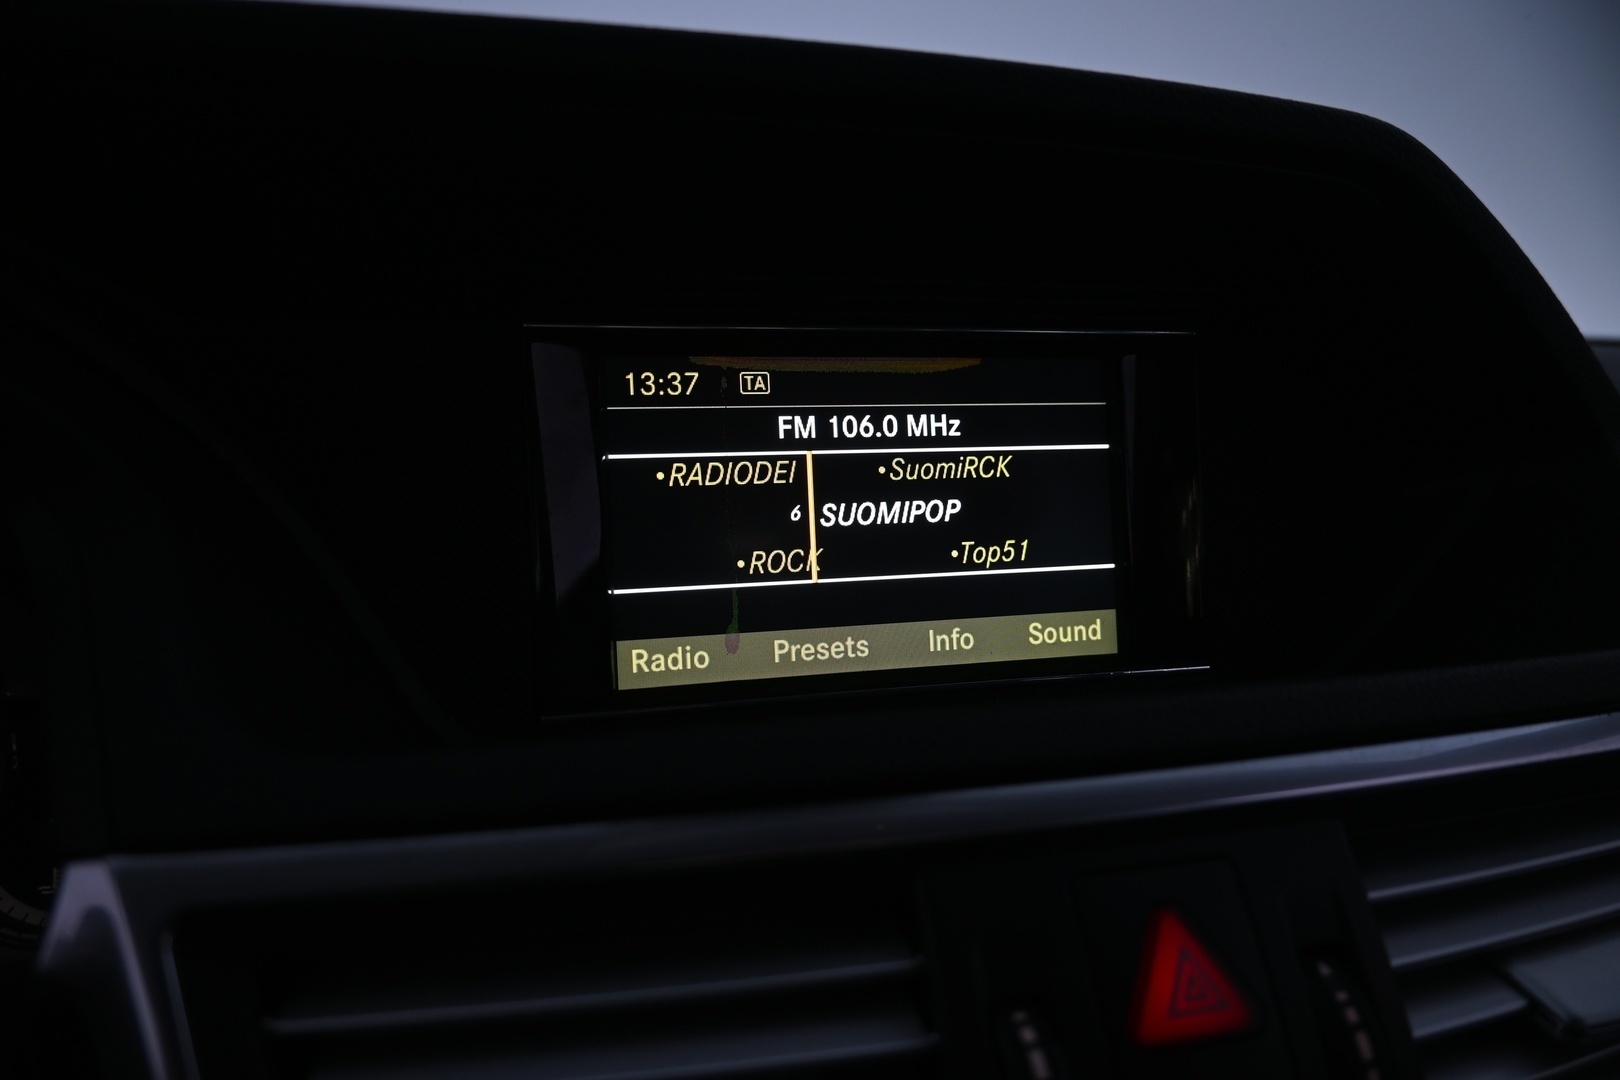 13:37 TA
FM 106.0 MHz
•RADIODEI •SuomiRCK
6 SUOMIPOP
•ROCK •Top51
Radio Presets Info Sound